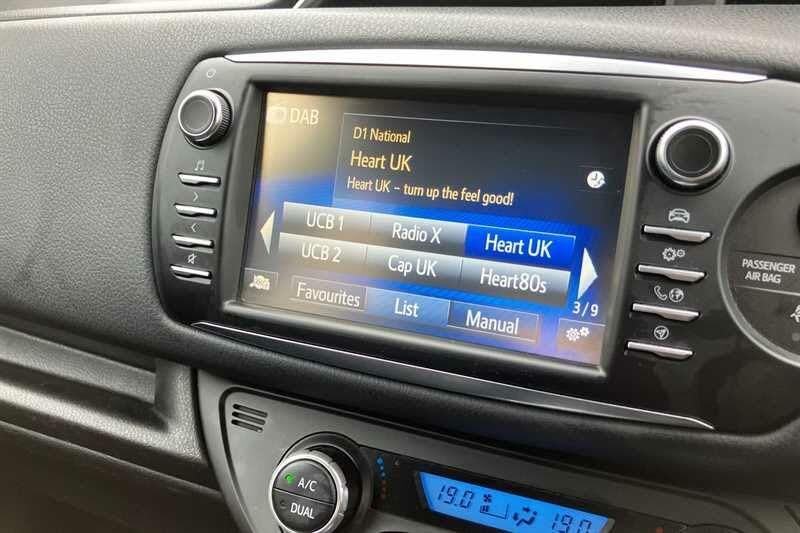 DAB
D1 National
Heart UK
Heart UK - turn up the feel good!
UCB 1 Radio X Heart UK
UCB 2 Cap UK Heart80s
3/9
Favourites List Manual
PASSENGER
AIR BAG
A/C
DUAL
19.0 19.0